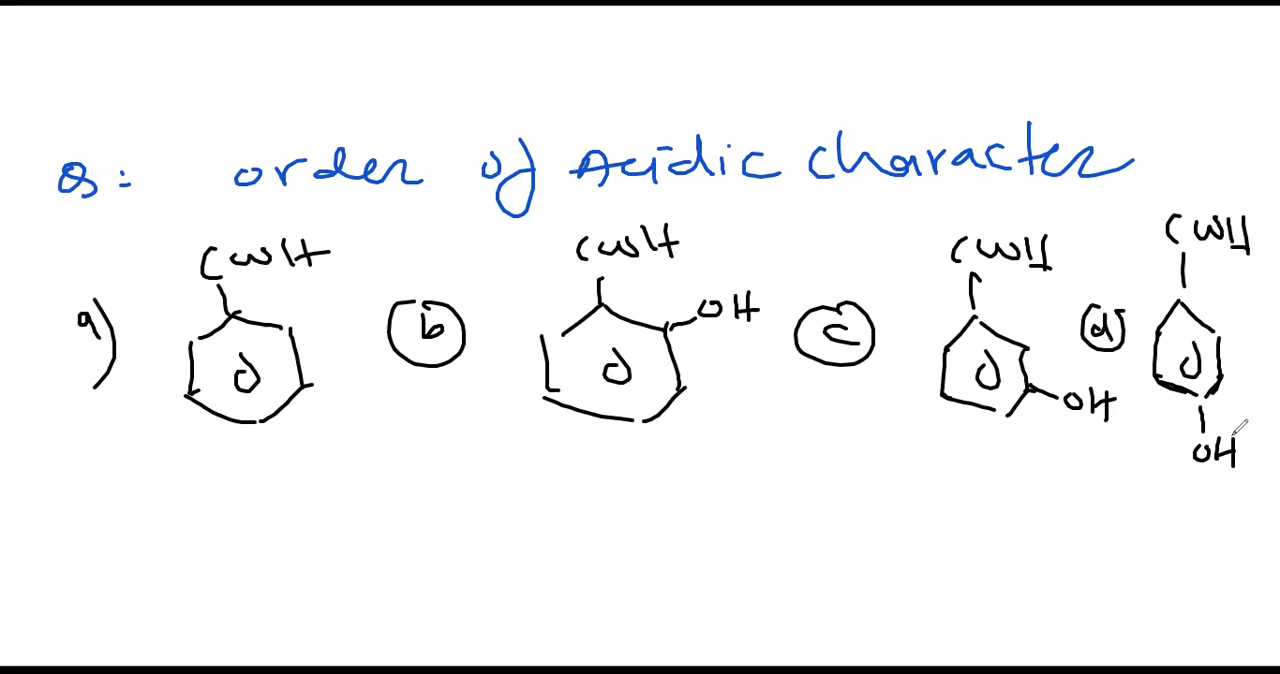 Q: order of Acidic character
COOH COOH COOH COOH
a) b OH c OH d OH